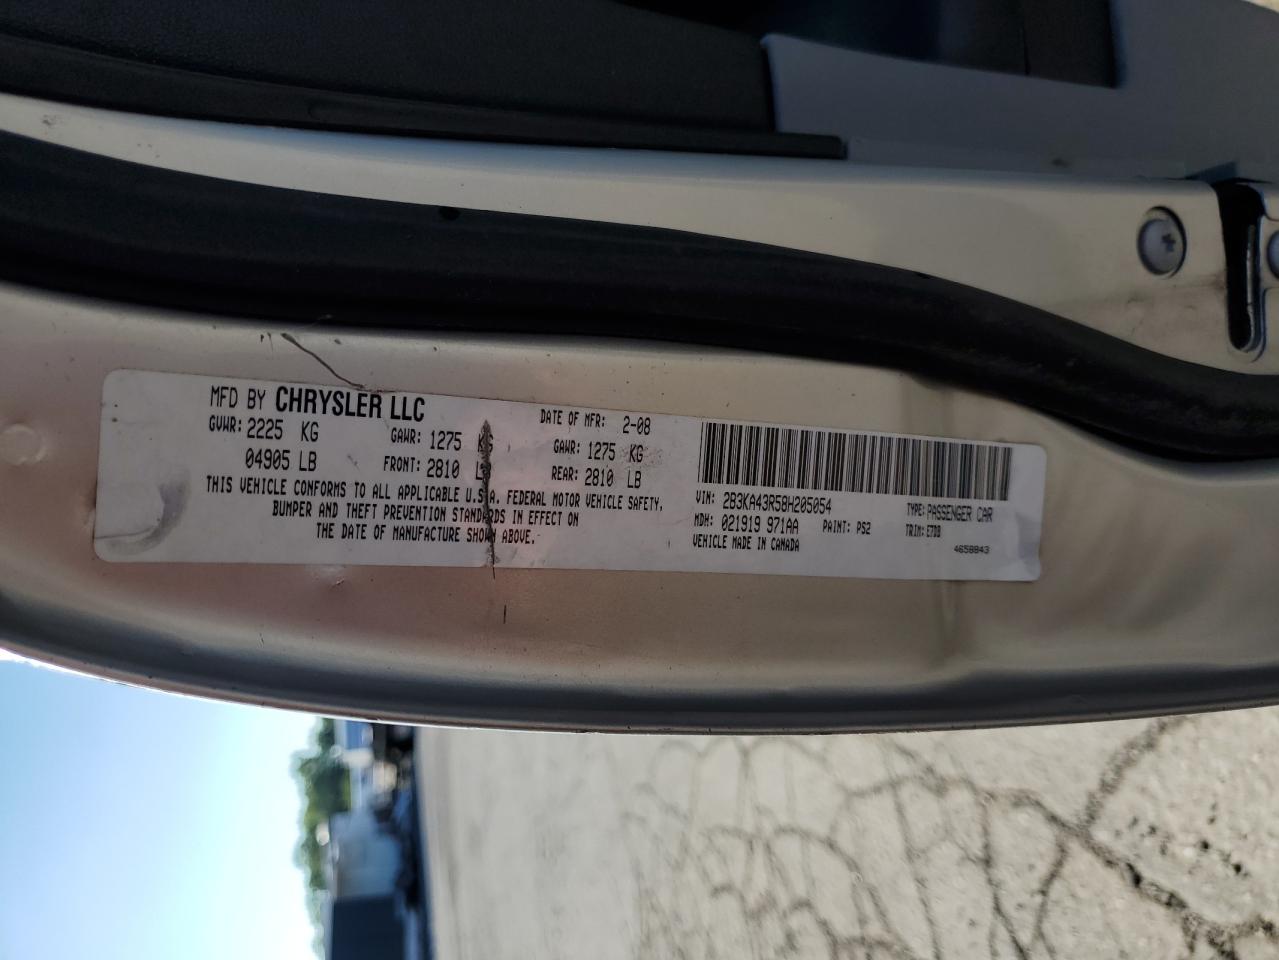 MFD BY CHRYSLER LLC
DATE OF MFR: 2-08
GVWR: 2225 KG
GAWR: 1275 KG
GAWR: 1275 KG
04905 LB
FRONT: 2810 LB
REAR: 2810 LB
THIS VEHICLE CONFORMS TO ALL APPLICABLE U.S.A. FEDERAL MOTOR VEHICLE SAFETY,
BUMPER AND THEFT PREVENTION STANDARDS IN EFFECT ON
THE DATE OF MANUFACTURE SHOWN ABOVE.
VIN: 2B3KA43R58H205054
TYPE: PASSENGER CAR
MDH: 021919 971AA
PAINT: PS2
TRIM: E7DB
VEHICLE MADE IN CANADA
4658843